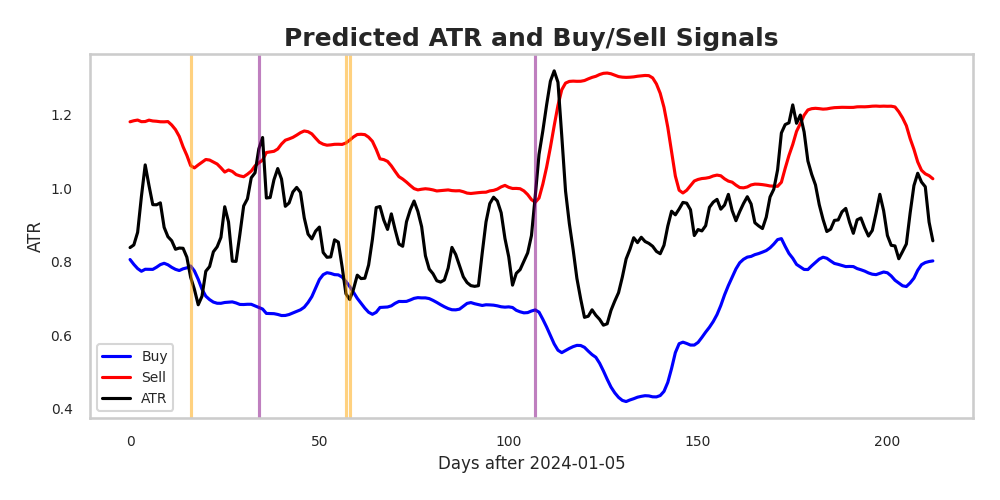 Predicted ATR and Buy/Sell Signals
1.2
1.0
0.8
0.6
0.4
ATR
Buy
Sell
ATR
0
50
100
150
200
Days after 2024-01-05